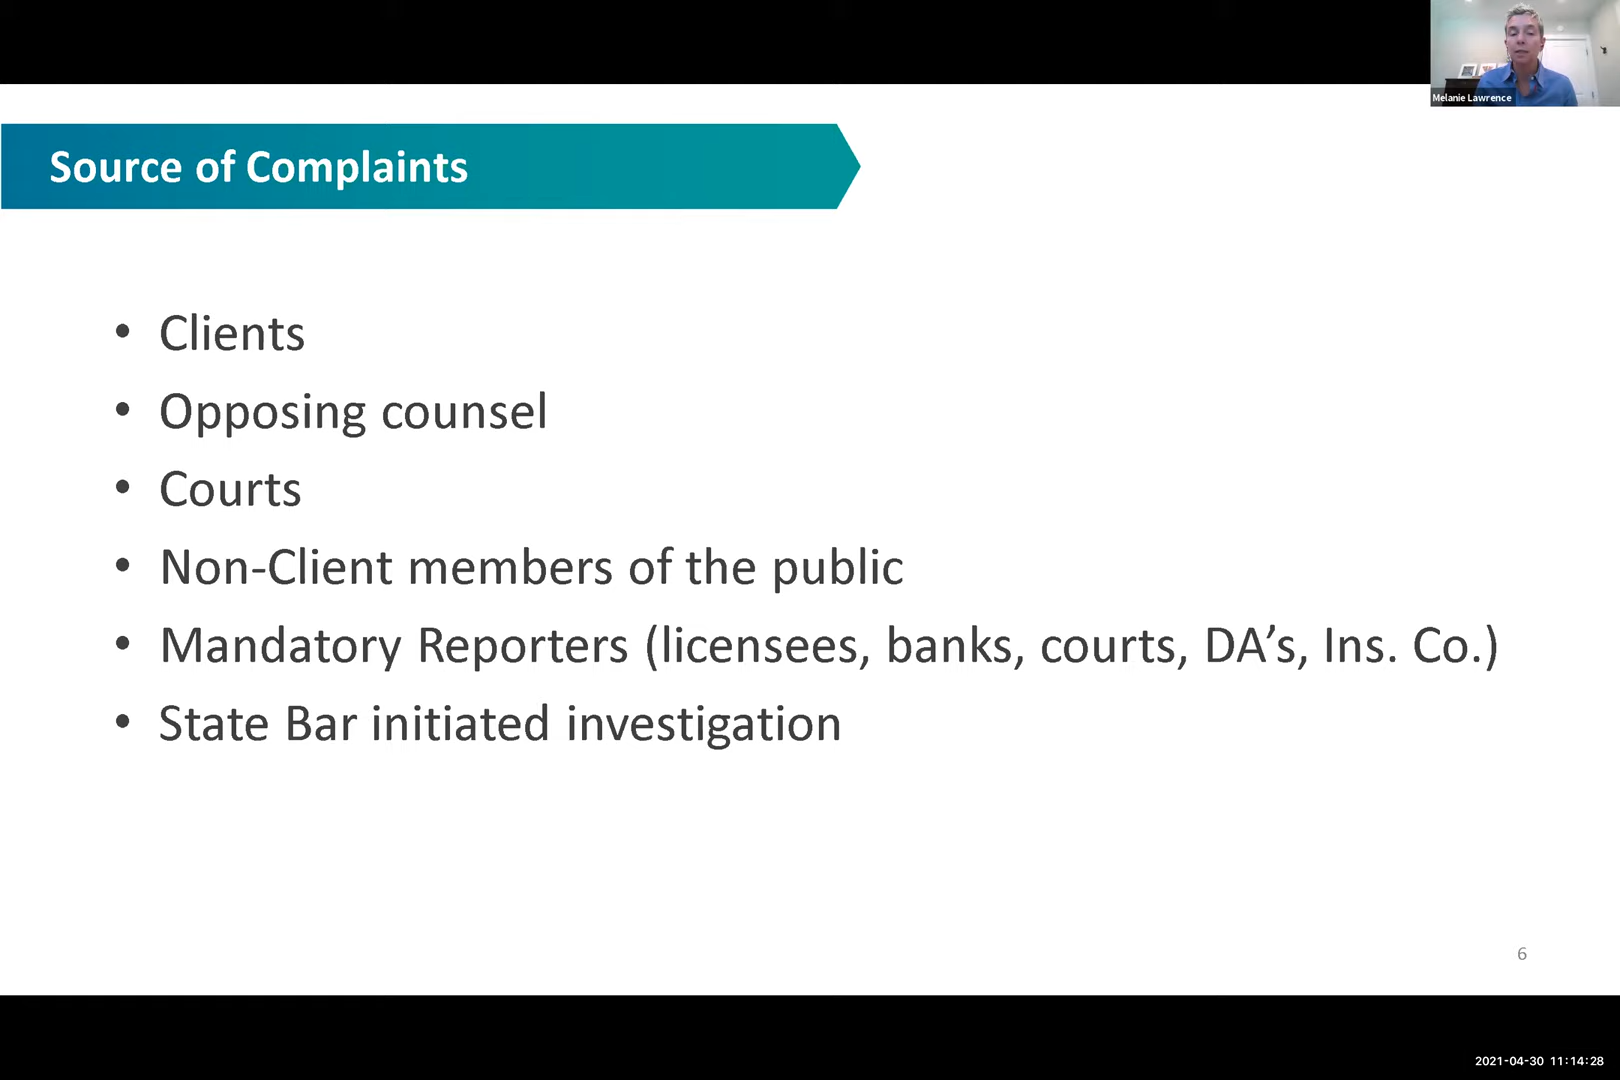 Melanie Lawrence
Source of Complaints
• Clients
• Opposing counsel
• Courts
• Non-Client members of the public
• Mandatory Reporters (licensees, banks, courts, DA’s, Ins. Co.)
• State Bar initiated investigation
6
2021-04-30 11:14:28